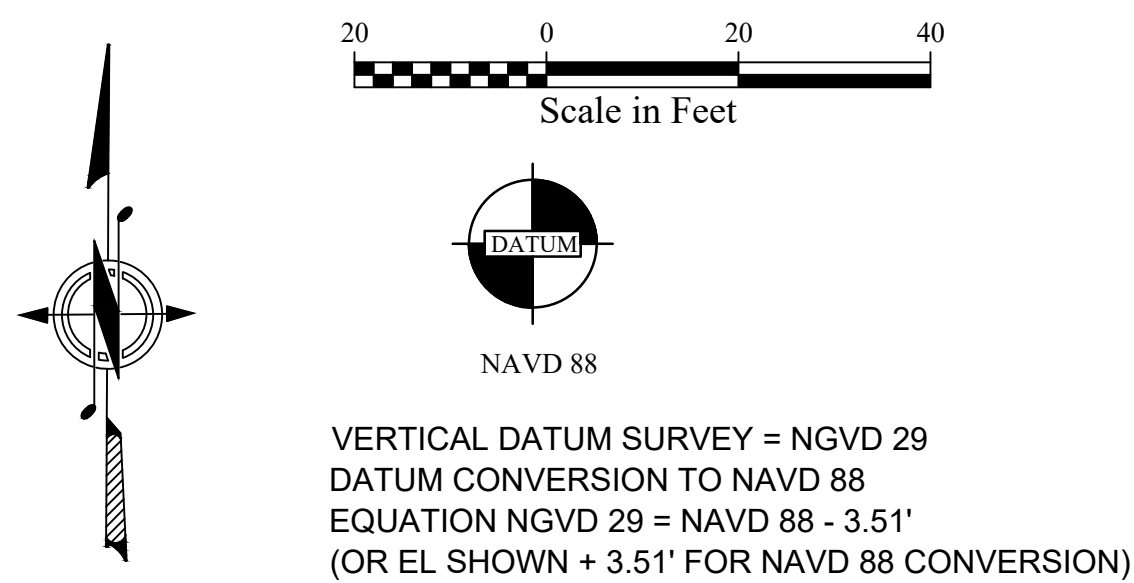 20 0 20 40
Scale in Feet
DATUM
NAVD 88
VERTICAL DATUM SURVEY = NGVD 29
DATUM CONVERSION TO NAVD 88
EQUATION NGVD 29 = NAVD 88 - 3.51'
(OR EL SHOWN + 3.51' FOR NAVD 88 CONVERSION)